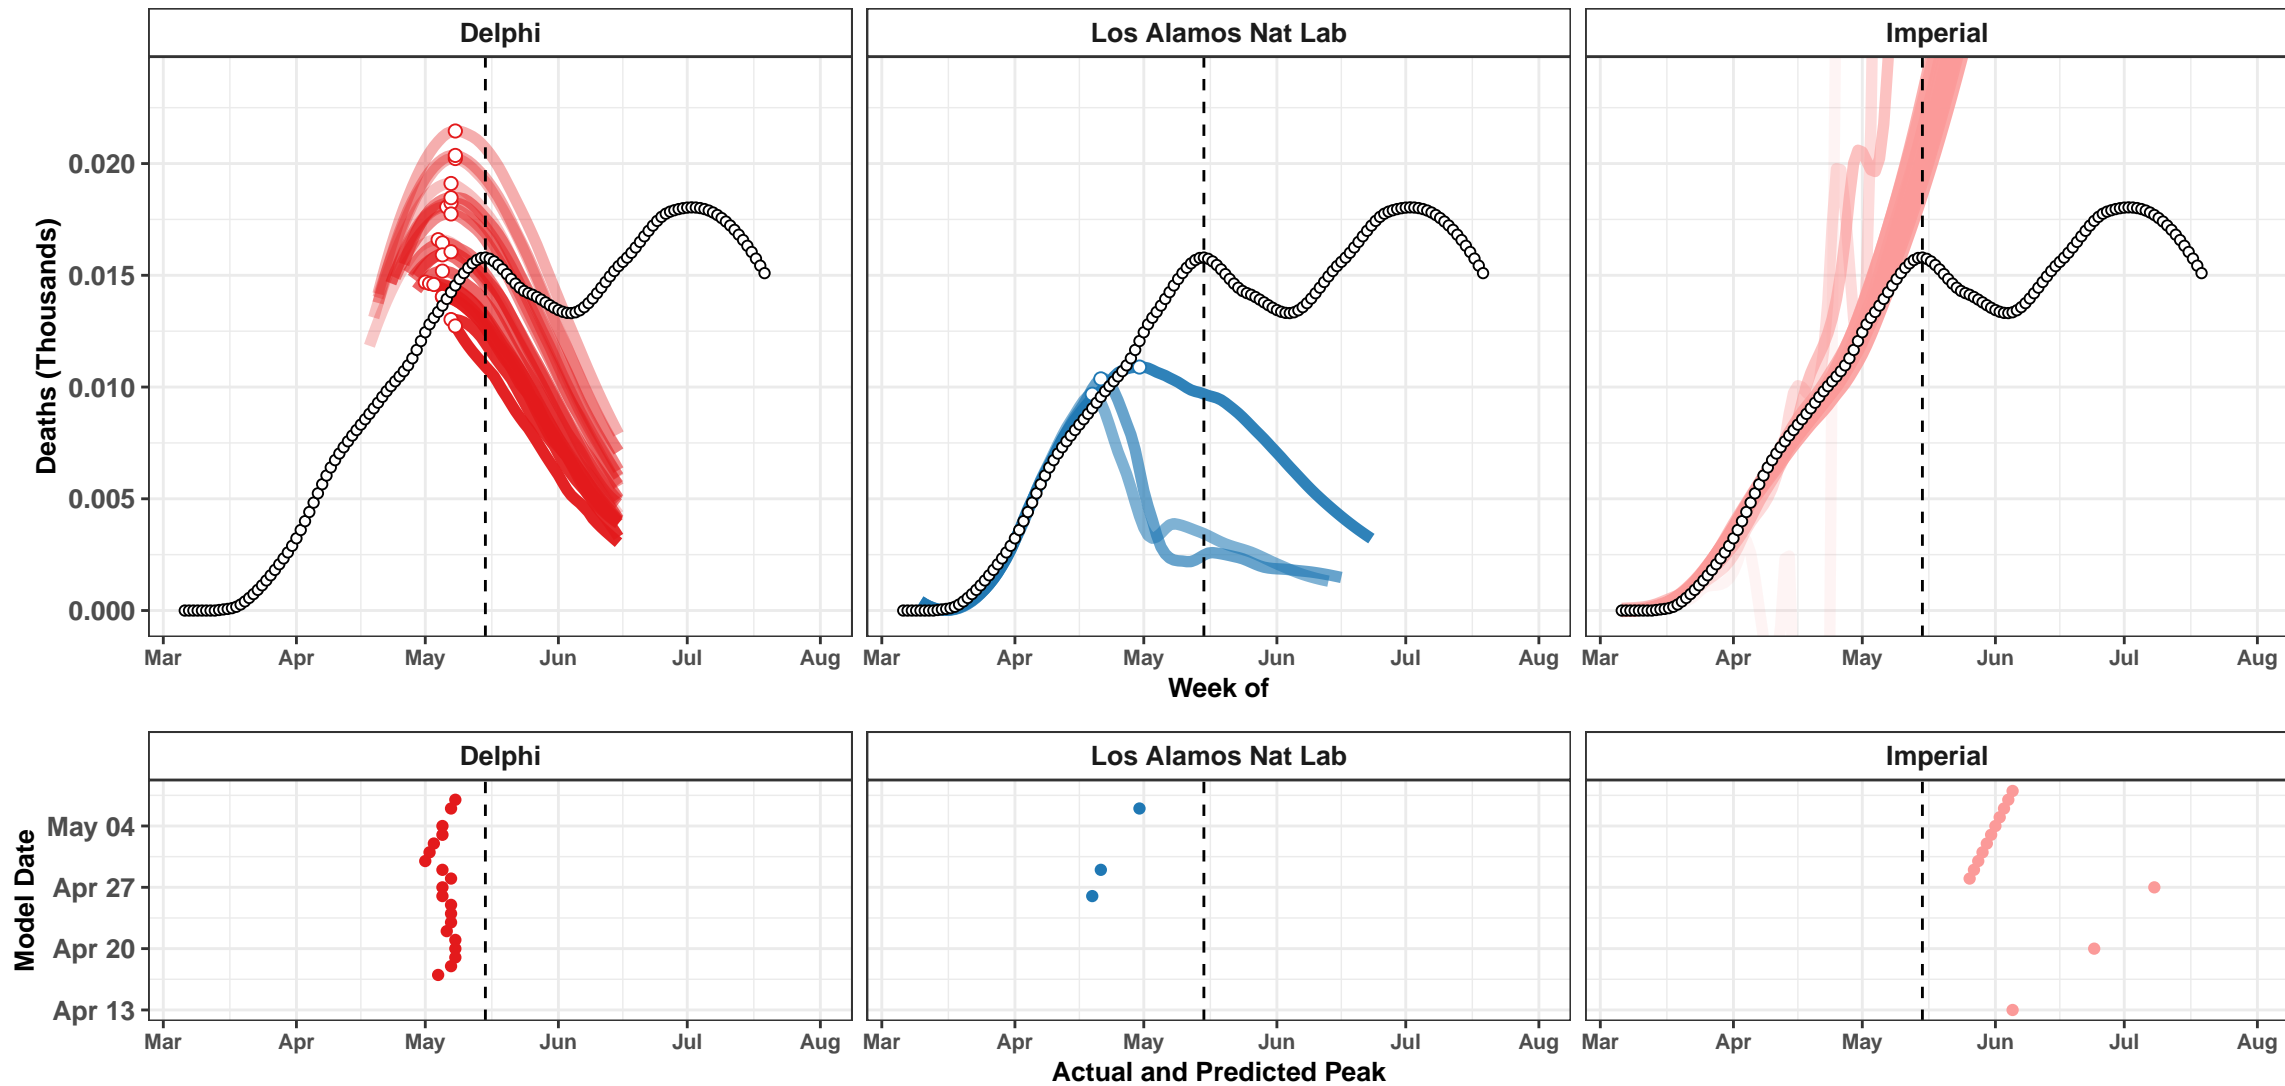 Delphi Los Alamos Nat Lab Imperial
Deaths (Thousands)
0.020
0.015
0.010
0.005
0.000
Mar Apr May Jun Jul Aug Mar Apr May Jun Jul Aug Mar Apr May Jun Jul Aug
Week of
Delphi Los Alamos Nat Lab Imperial
Model Date
May 04
Apr 27
Apr 20
Apr 13
Mar Apr May Jun Jul Aug Mar Apr May Jun Jul Aug Mar Apr May Jun Jul Aug
Actual and Predicted Peak